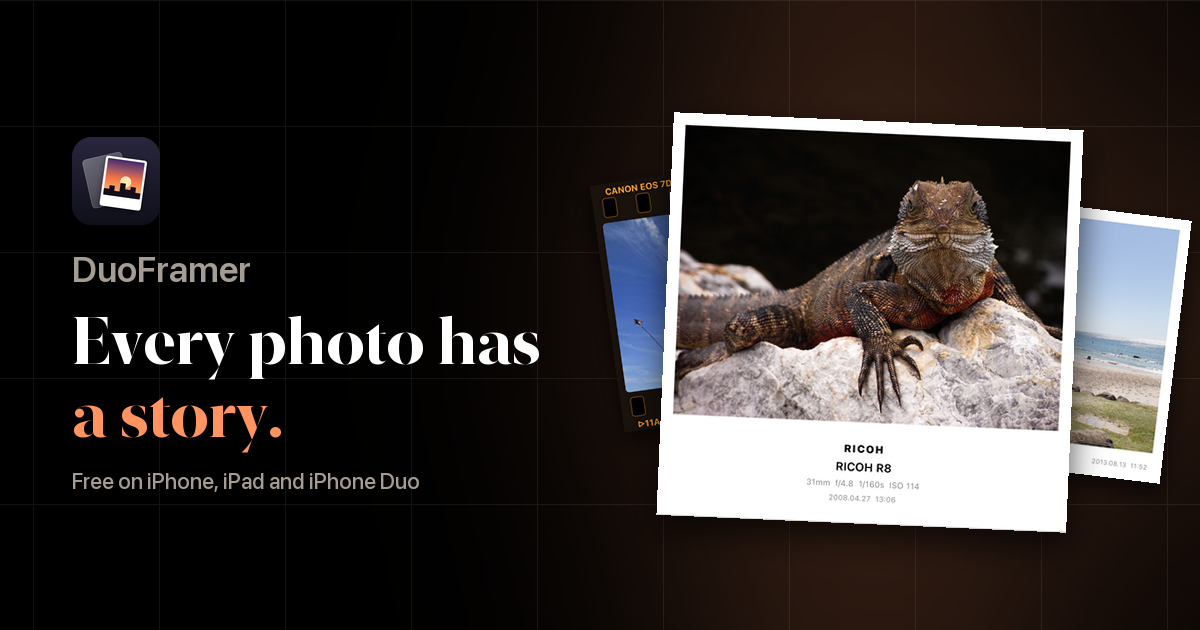 DuoFramer
Every photo has
a story.
Free on iPhone, iPad and iPhone Duo
CANON EOS 7D
▷11A
RICOH
RICOH R8
31mm f/4.8 1/160s ISO 114
2008.04.27 13:06
2013.08.13 11:52